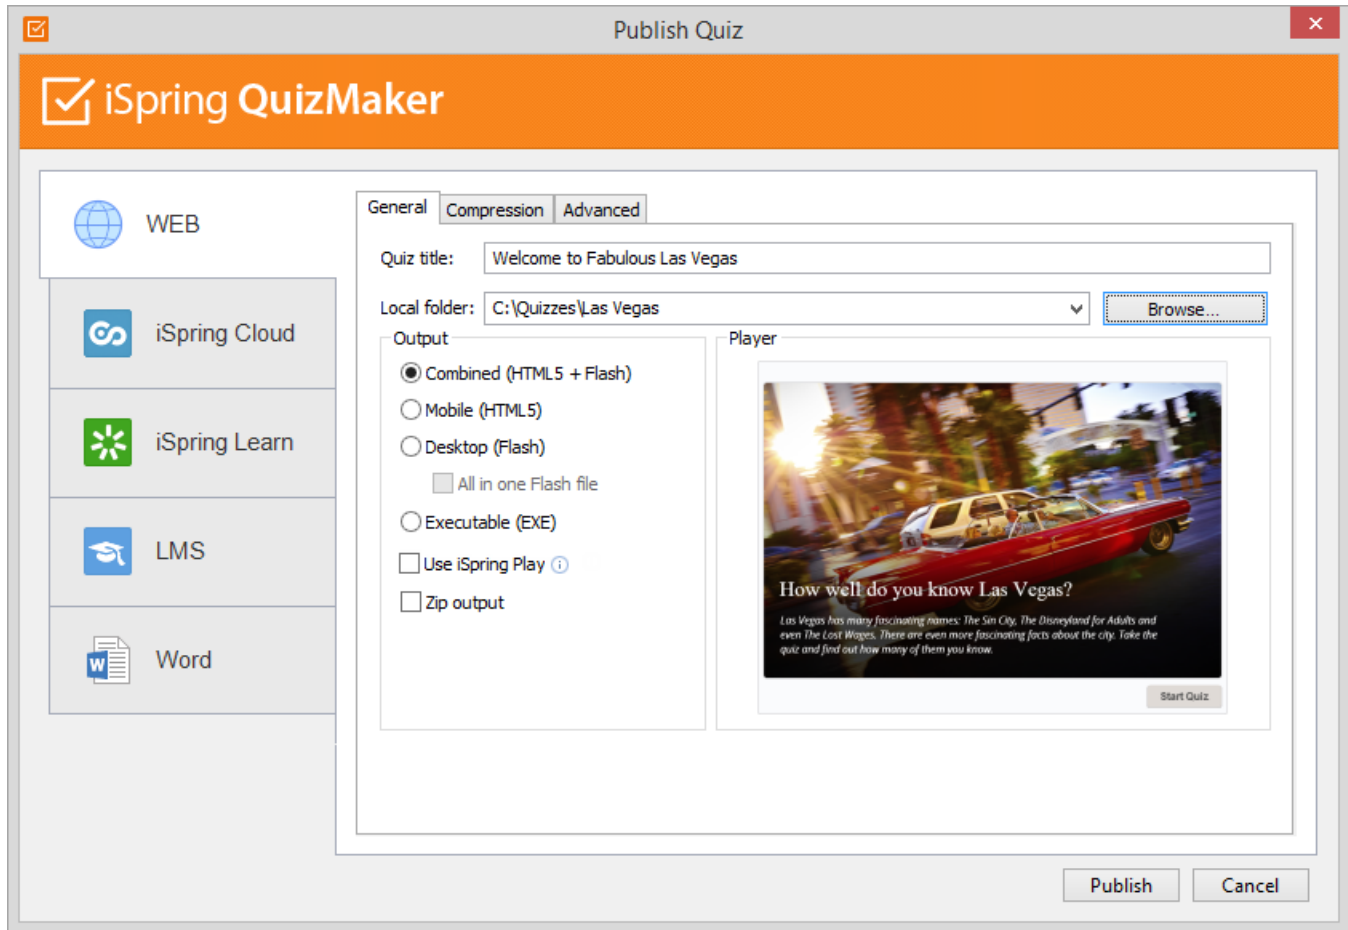 Publish Quiz
iSpring QuizMaker
WEB
iSpring Cloud
iSpring Learn
LMS
W
Word
General
Compression
Advanced
Quiz title:
Welcome to Fabulous Las Vegas
Local folder:
C:\Quizzes\Las Vegas
Browse...
Output
Combined (HTML5 + Flash)
Mobile (HTML5)
Desktop (Flash)
All in one Flash file
Executable (EXE)
Use iSpring Play
Zip output
Player
How well do you know Las Vegas?
Las Vegas has many fascinating names: The Sin City, The Disneyland for Adults and
even The Lost Wages. There are even more fascinating facts about the city. Take the
quiz and find out how many of them you know.
Start Quiz
Publish
Cancel